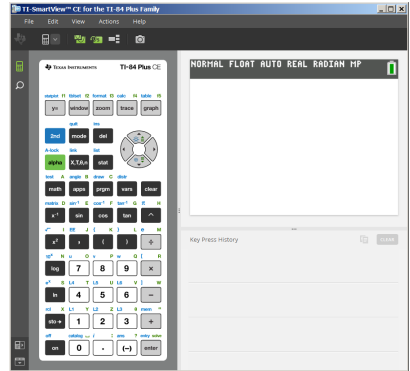 TI-SmartView™ CE for the TI-84 Plus Family
File Edit View Actions Help
TEXAS INSTRUMENTS TI-84 Plus CE
NORMAL FLOAT AUTO REAL RADIAN MP
statplot f1 tblset f2 format f3 calc f4 table f5
y= window zoom trace graph
quit ins
2nd mode del
A-lock link list
alpha X,T,θ,n stat
test A angle B draw C distr
math apps prgm vars clear
matrix D sin⁻¹ E cos⁻¹ F tan⁻¹ G π H
x⁻¹ sin cos tan ^
√ I EE J { K } L e M
x² , ( ) ÷
10ˣ N u O v P w Q [ R
log 7 8 9 ×
eˣ S L4 T L5 U L6 V ] W
ln 4 5 6 −
rcl X L1 Y L2 Z L3 θ mem "
sto→ 1 2 3 +
off catalog i : ans ? entry solve
on 0 . (–) enter
Key Press History
CLEAR